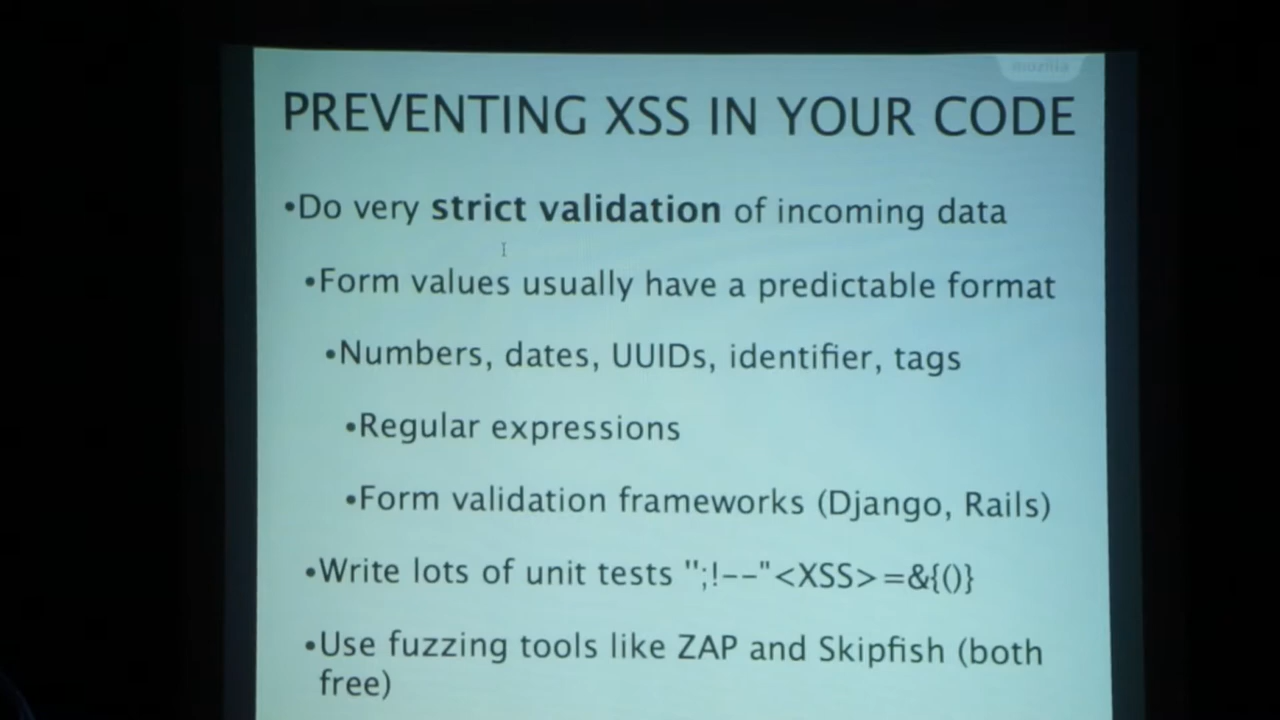 mozilla
PREVENTING XSS IN YOUR CODE
•Do very strict validation of incoming data
•Form values usually have a predictable format
•Numbers, dates, UUIDs, identifier, tags
•Regular expressions
•Form validation frameworks (Django, Rails)
•Write lots of unit tests '';!--"<XSS>=&{()}
•Use fuzzing tools like ZAP and Skipfish (both
free)